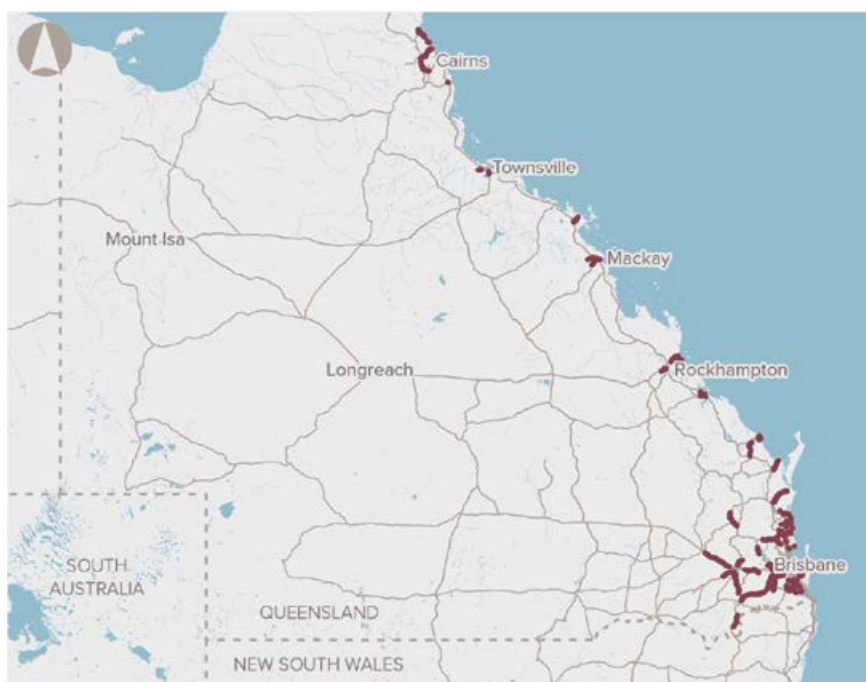 Cairns
Townsville
Mount Isa
Mackay
Longreach
Rockhampton
Brisbane
SOUTH
AUSTRALIA
QUEENSLAND
NEW SOUTH WALES